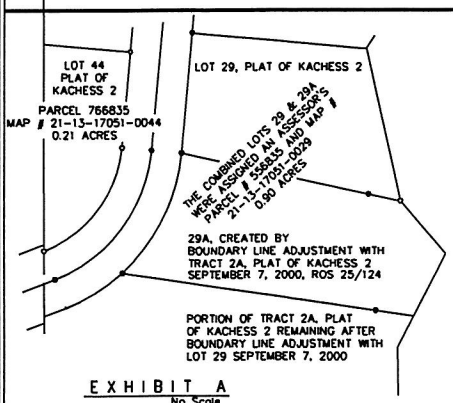 LOT 44
PLAT OF
KACHESS 2
PARCEL 766835
MAP # 21-13-17051-0044
0.21 ACRES
LOT 29, PLAT OF KACHESS 2
THE COMBINED LOTS 29 & 29A
WERE ASSIGNED AN ASSESSOR'S
PARCEL # 556835 AND MAP #
21-13-17051-0029
0.90 ACRES
29A, CREATED BY
BOUNDARY LINE ADJUSTMENT WITH
TRACT 2A, PLAT OF KACHESS 2
SEPTEMBER 7, 2000, ROS 25/124
PORTION OF TRACT 2A, PLAT
OF KACHESS 2 REMAINING AFTER
BOUNDARY LINE ADJUSTMENT WITH
LOT 29 SEPTEMBER 7, 2000
EXHIBIT A
No Scale